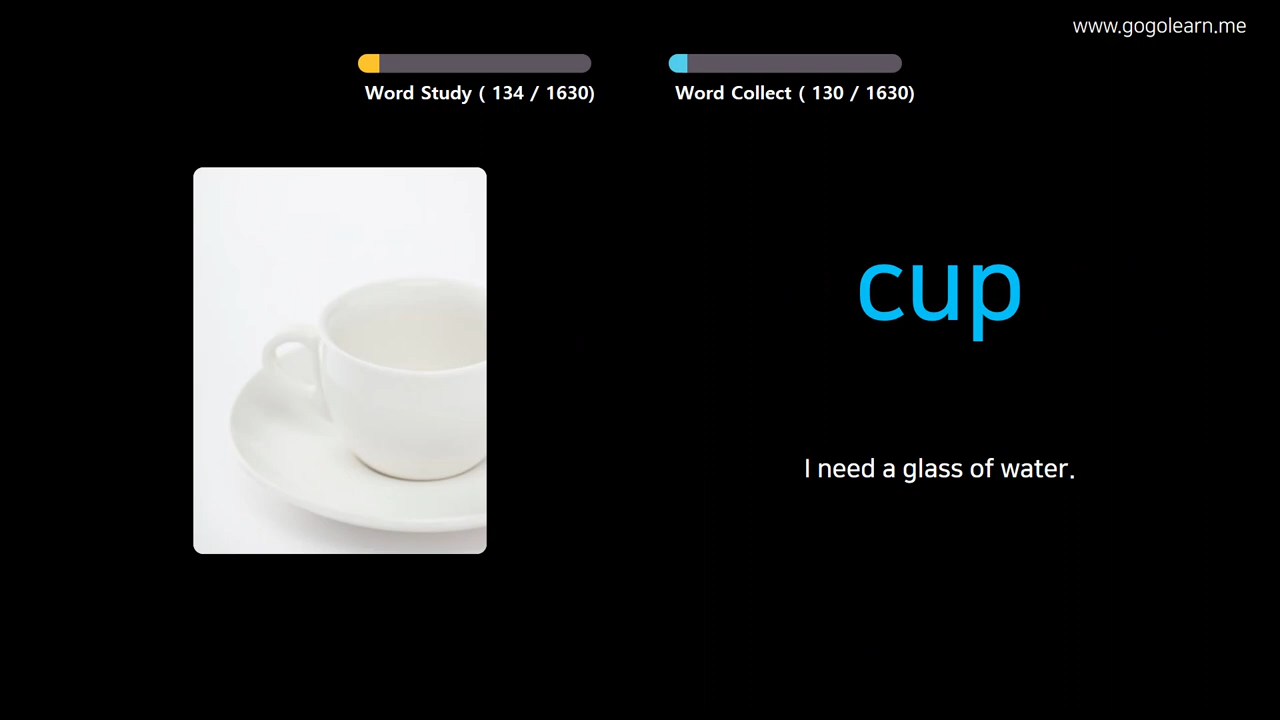 www.gogolearn.me
Word Study ( 134 / 1630)
Word Collect ( 130 / 1630)
cup
I need a glass of water.